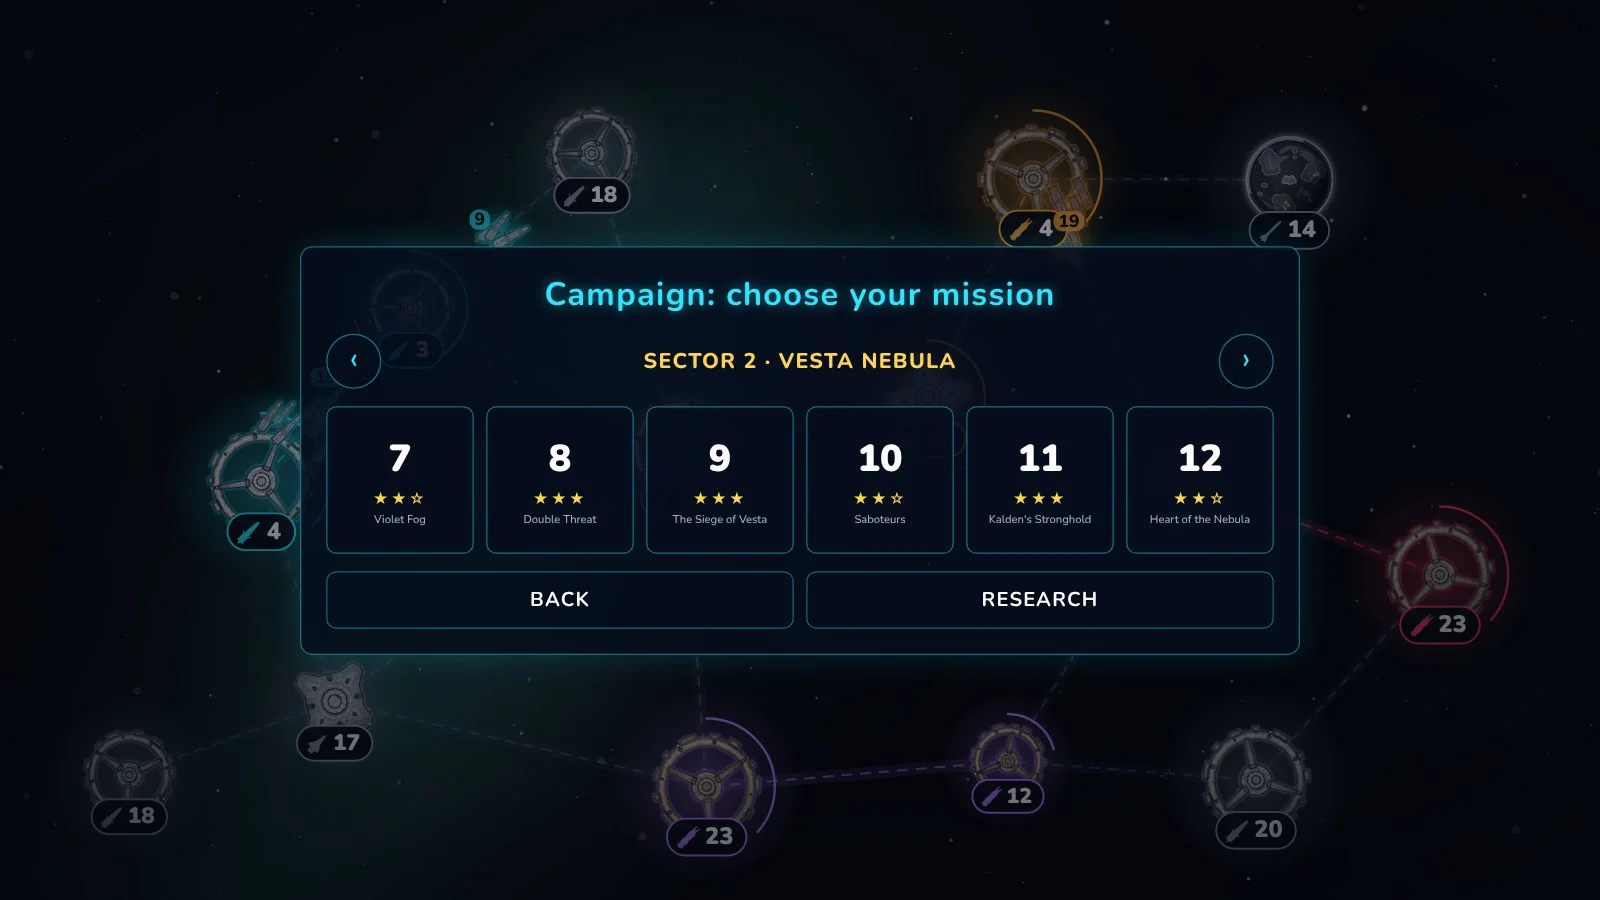 18
9
4
19
14
Campaign: choose your mission
3
‹
SECTOR 2 · VESTA NEBULA
›
7
★★☆
Violet Fog
8
★★★
Double Threat
9
★★★
The Siege of Vesta
10
★★☆
Saboteurs
11
★★★
Kalden's Stronghold
12
★★☆
Heart of the Nebula
4
BACK
RESEARCH
23
17
18
23
12
20